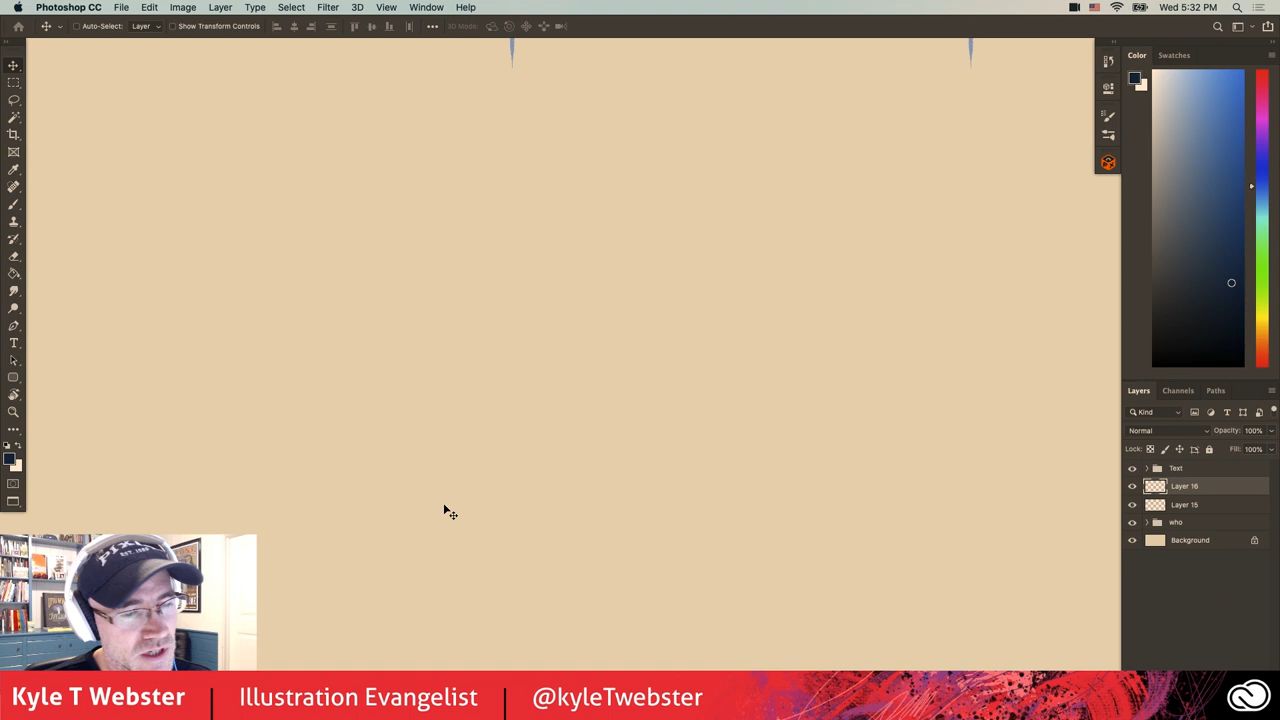 Photoshop CC File Edit Image Layer Type Select Filter 3D View Window Help Wed 5:32 PM
Auto-Select: Layer Show Transform Controls 3D Mode:
Color Swatches
Layers Channels Paths
Kind
Normal Opacity: 100%
Lock: Fill: 100%
Text
Layer 16
Layer 15
who
Background
Kyle T Webster | Illustration Evangelist | @kyleTwebster